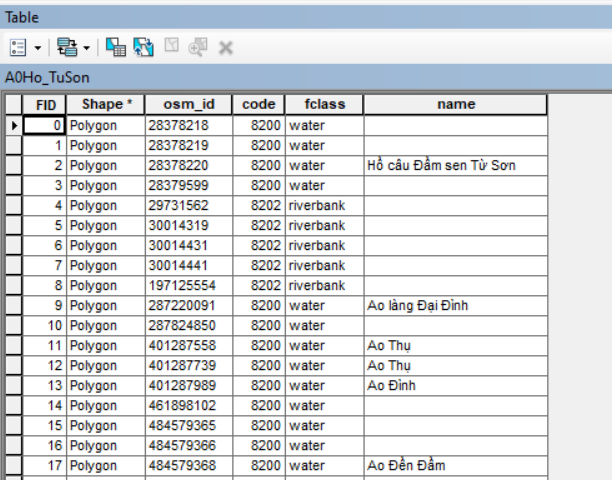 Table
A0Ho_TuSon
FID Shape * osm_id code fclass name
0 Polygon 28378218 8200 water
1 Polygon 28378219 8200 water
2 Polygon 28378220 8200 water Hồ câu Đầm sen Từ Sơn
3 Polygon 28379599 8200 water
4 Polygon 29731562 8202 riverbank
5 Polygon 30014319 8202 riverbank
6 Polygon 30014431 8202 riverbank
7 Polygon 30014441 8202 riverbank
8 Polygon 197125554 8202 riverbank
9 Polygon 287220091 8200 water Ao làng Đại Đình
10 Polygon 287824850 8200 water
11 Polygon 401287558 8200 water Ao Thụ
12 Polygon 401287739 8200 water Ao Thụ
13 Polygon 401287989 8200 water Ao Đình
14 Polygon 461898102 8200 water
15 Polygon 484579365 8200 water
16 Polygon 484579366 8200 water
17 Polygon 484579368 8200 water Ao Đền Đầm